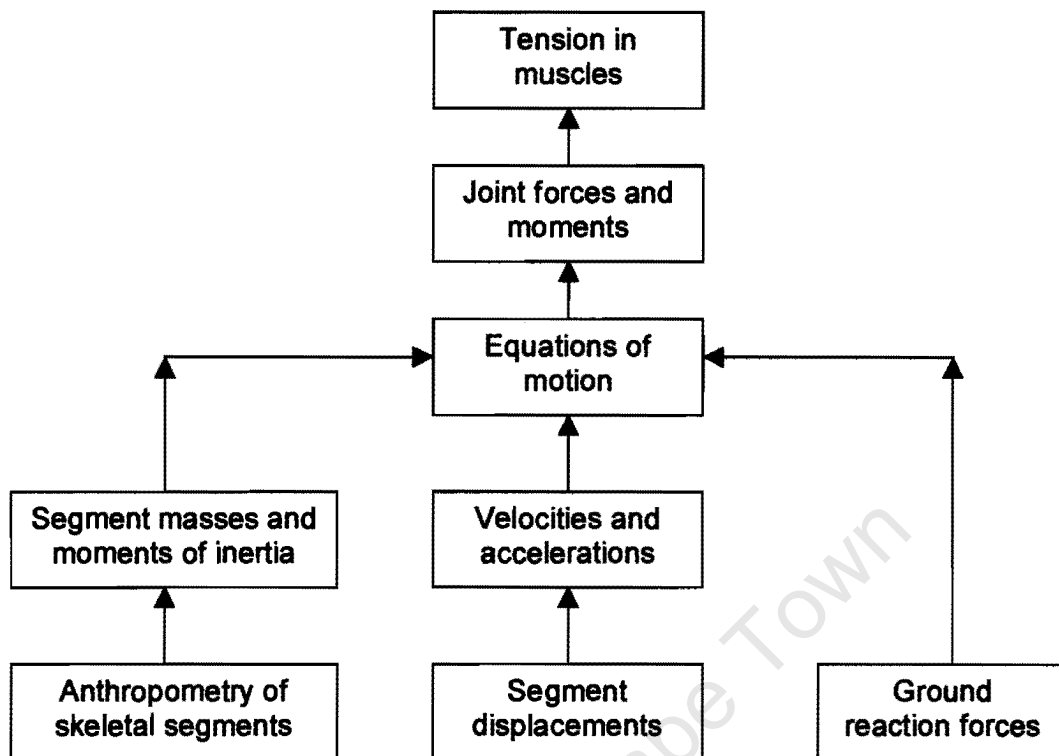 Tension in
muscles
Joint forces and
moments
Equations of
motion
Segment masses and
moments of inertia
Velocities and
accelerations
Anthropometry of
skeletal segments
Segment
displacements
Ground
reaction forces
Town